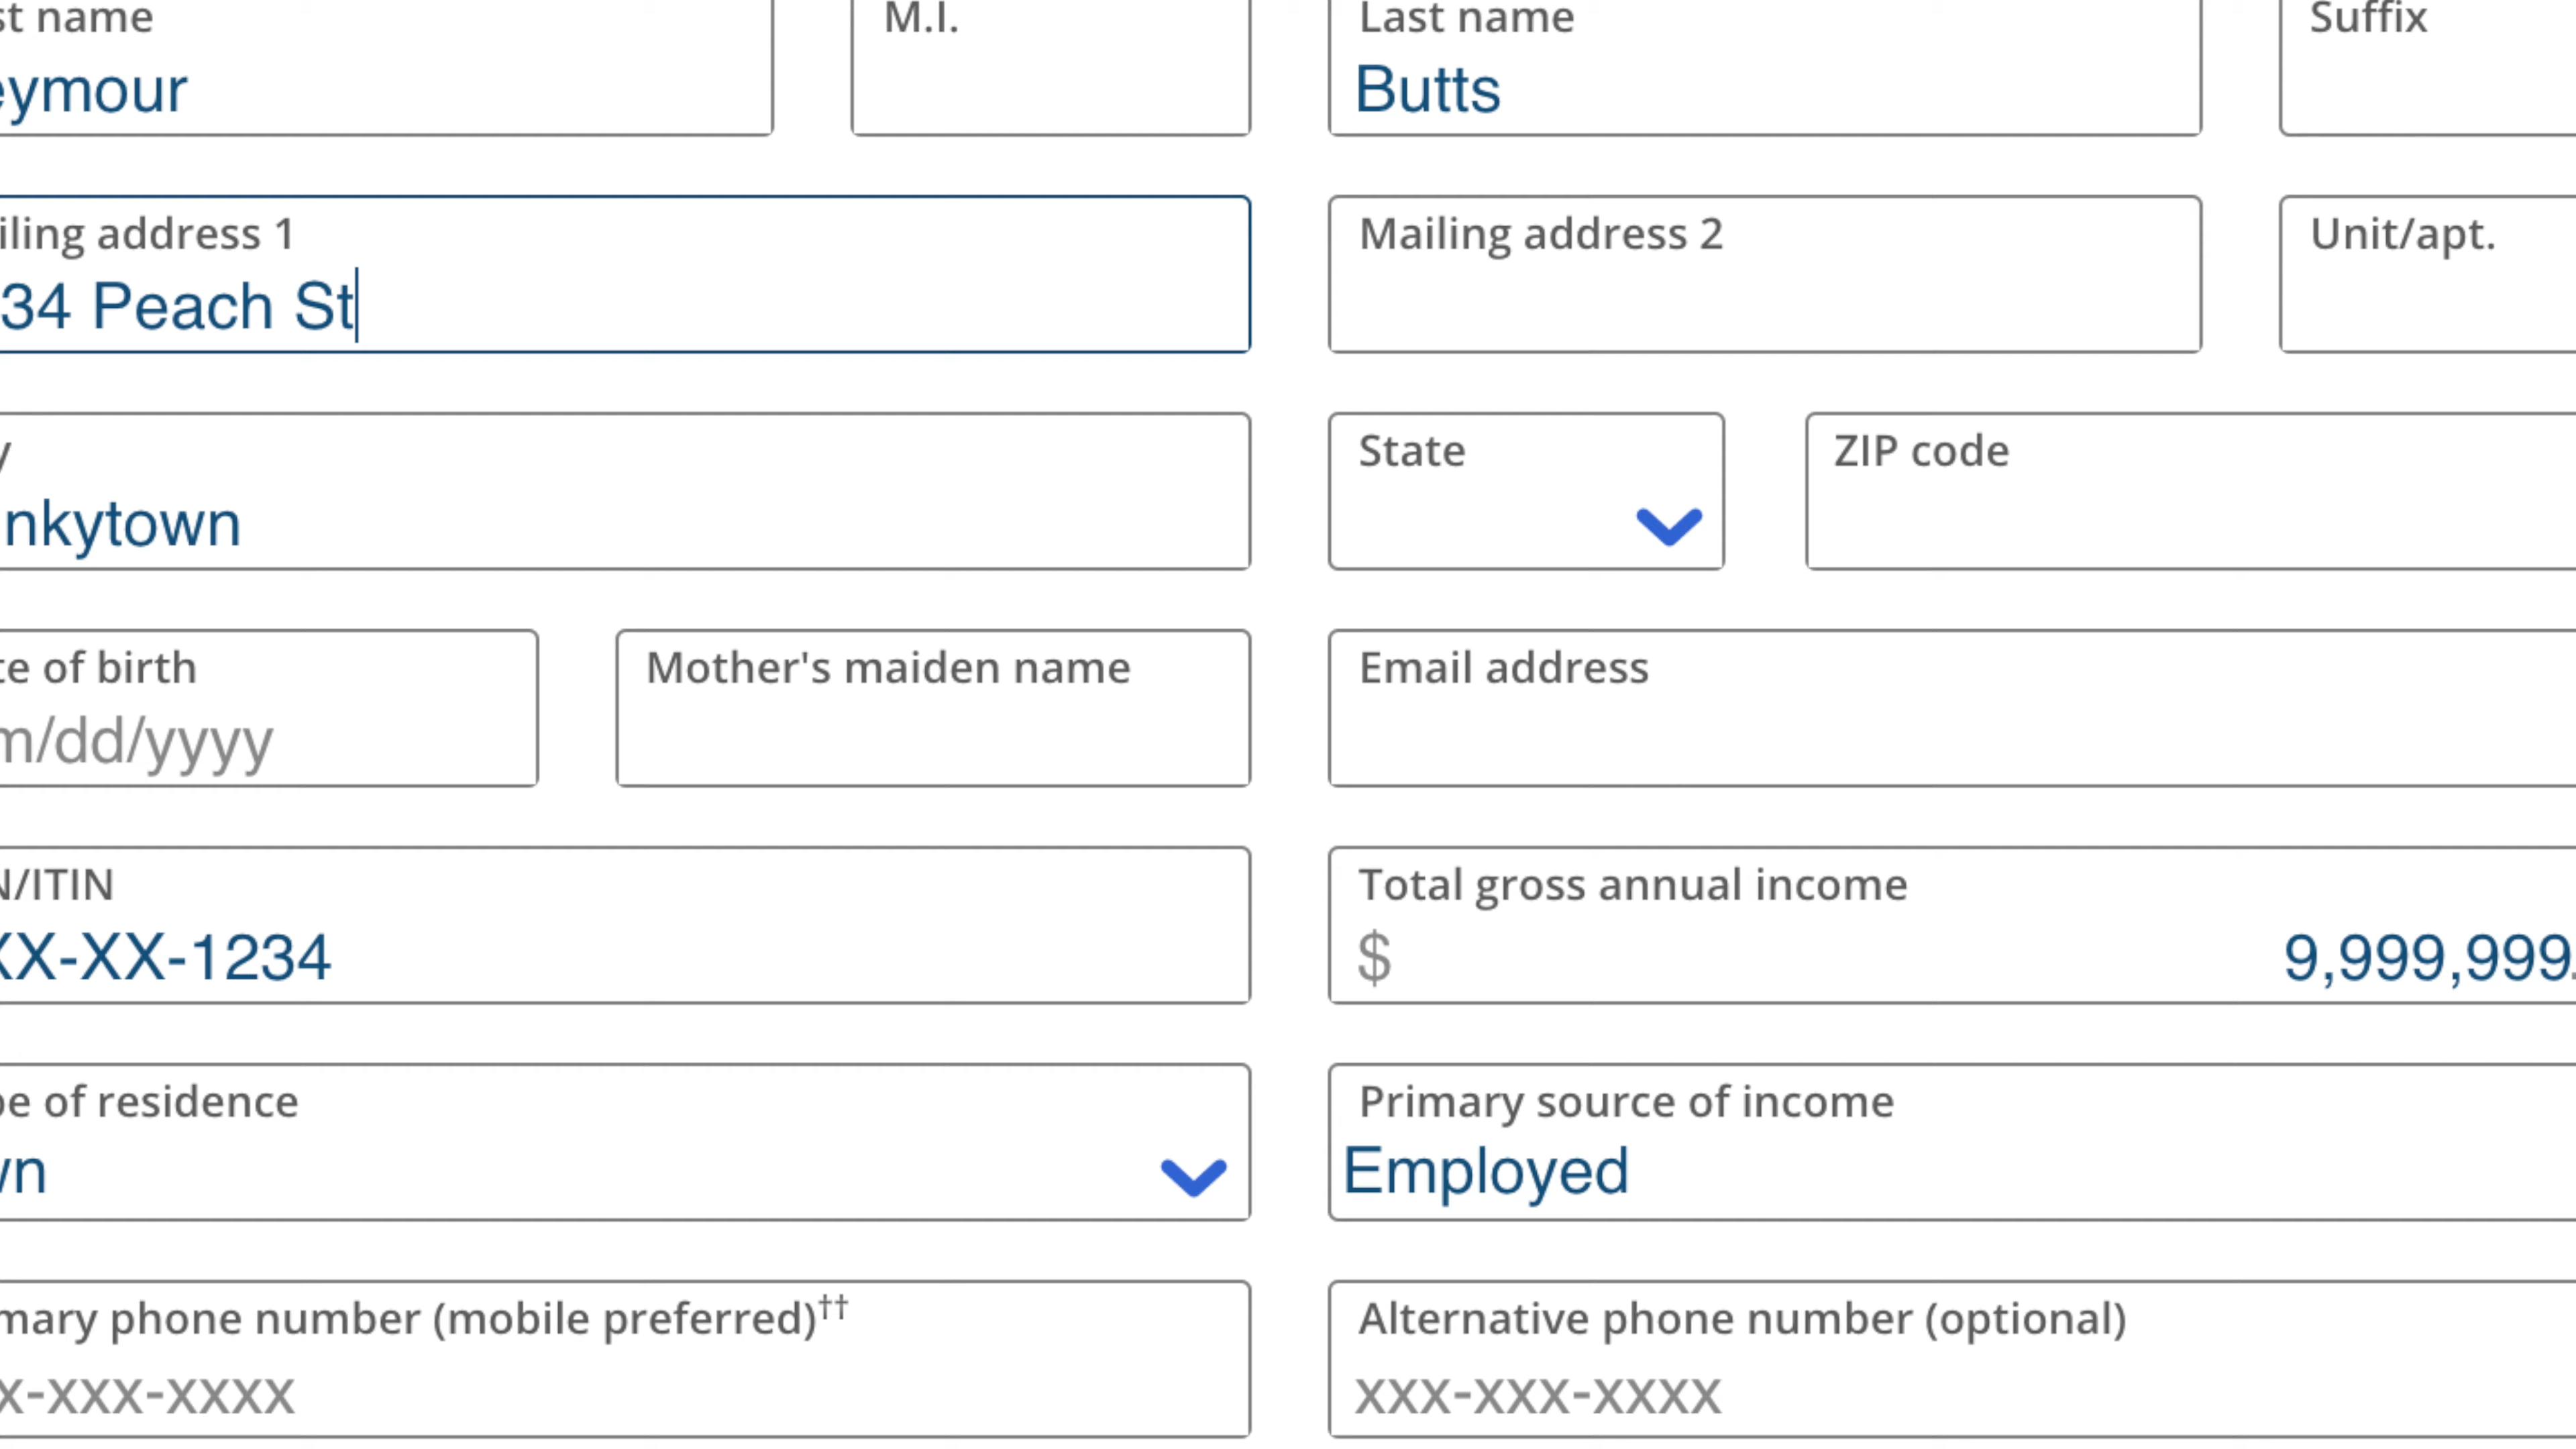 st name M.I. Last name Suffix
eymour Butts
iling address 1 Mailing address 2 Unit/apt.
34 Peach St
y State ZIP code
nkytown
te of birth Mother's maiden name Email address
m/dd/yyyy
N/ITIN Total gross annual income
XX-XX-1234 $ 9,999,999.
pe of residence Primary source of income
wn Employed
mary phone number (mobile preferred)†† Alternative phone number (optional)
x-xxx-xxxx xxx-xxx-xxxx